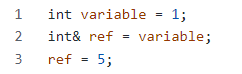 1 int variable = 1;
2 int& ref = variable;
3 ref = 5;